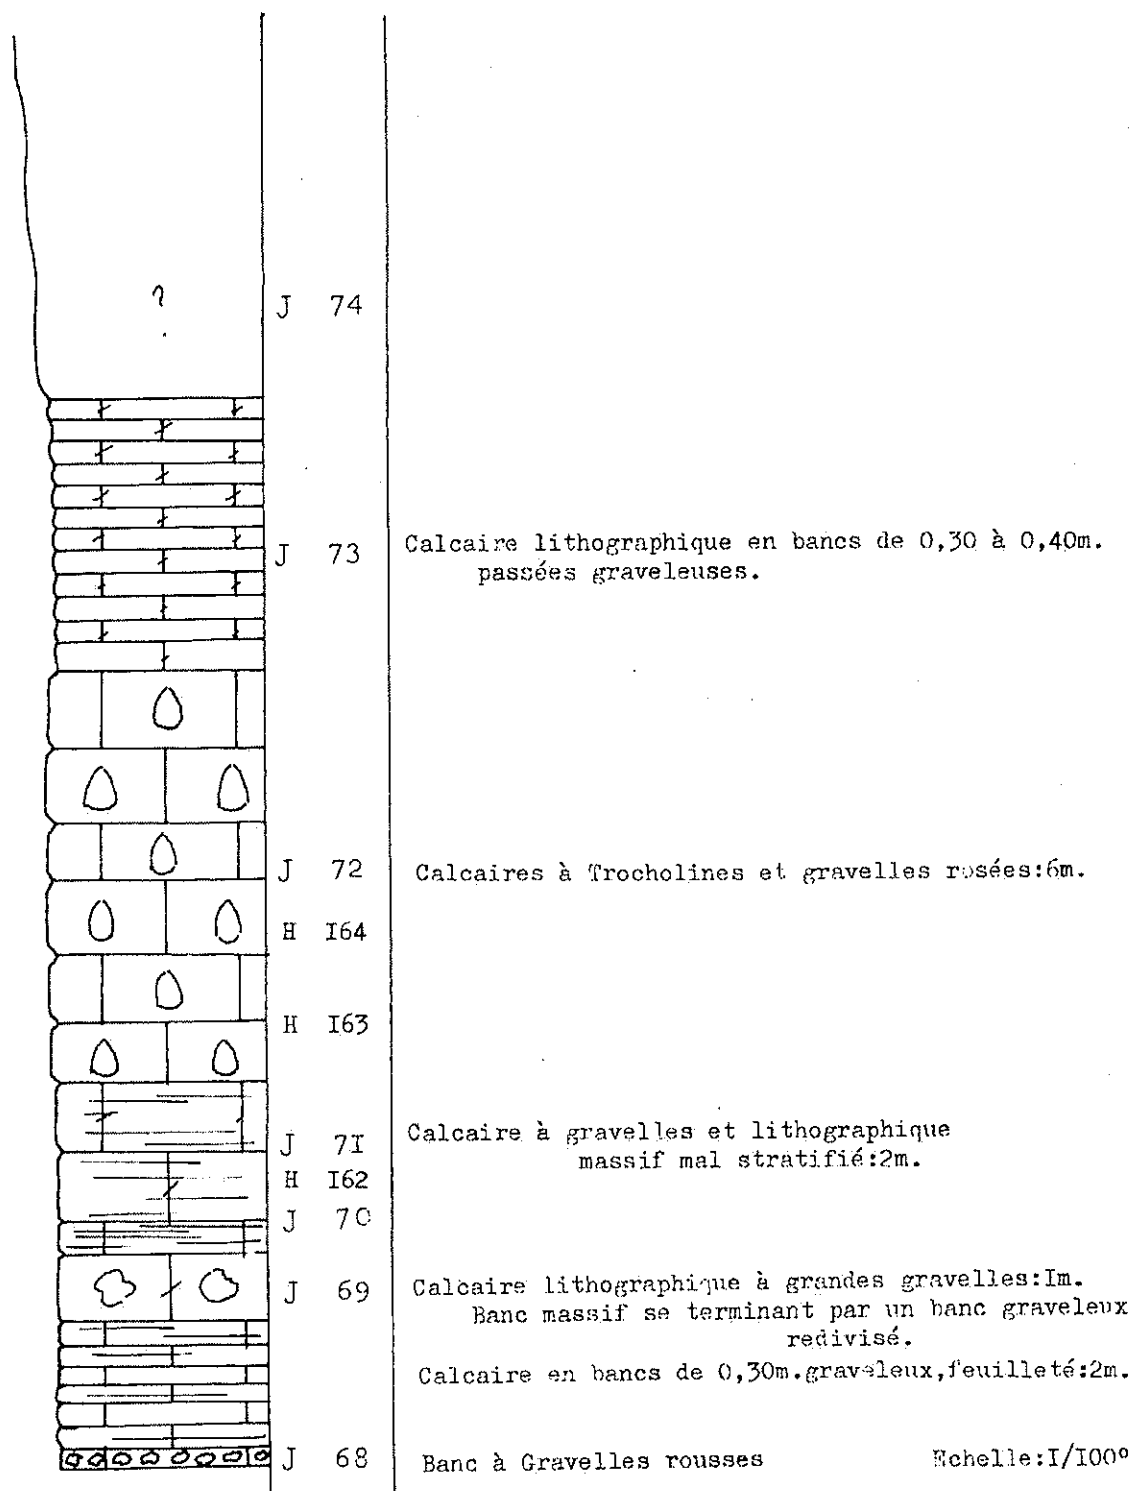 ?
J 74
J 73 Calcaire lithographique en bancs de 0,30 à 0,40m.
passées graveleuses.
J 72 Calcaires à Trocholines et gravelles rosées:6m.
H I64
H I63
J 7I Calcaire à gravelles et lithographique
massif mal stratifié:2m.
H I62
J 70
J 69 Calcaire lithographique à grandes gravelles:Im.
Banc massif se terminant par un banc graveleux
redivisé.
Calcaire en bancs de 0,30m.graveleux,feuilleté:2m.
J 68 Banc à Gravelles rousses Echelle:I/I00°